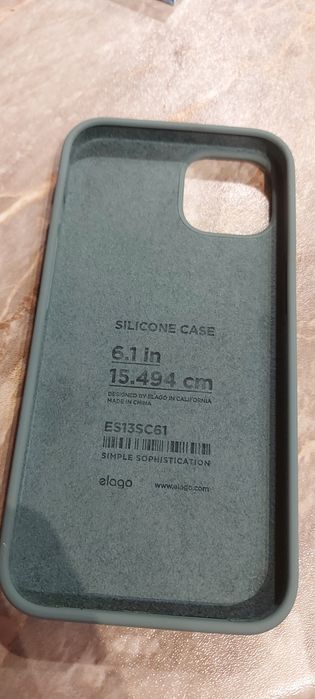 SILICONE CASE
6.1 in
15.494 cm
DESIGNED BY ELAGO IN CALIFORNIA
MADE IN CHINA
ES13SC61
SIMPLE SOPHISTICATION
elago www.elago.com